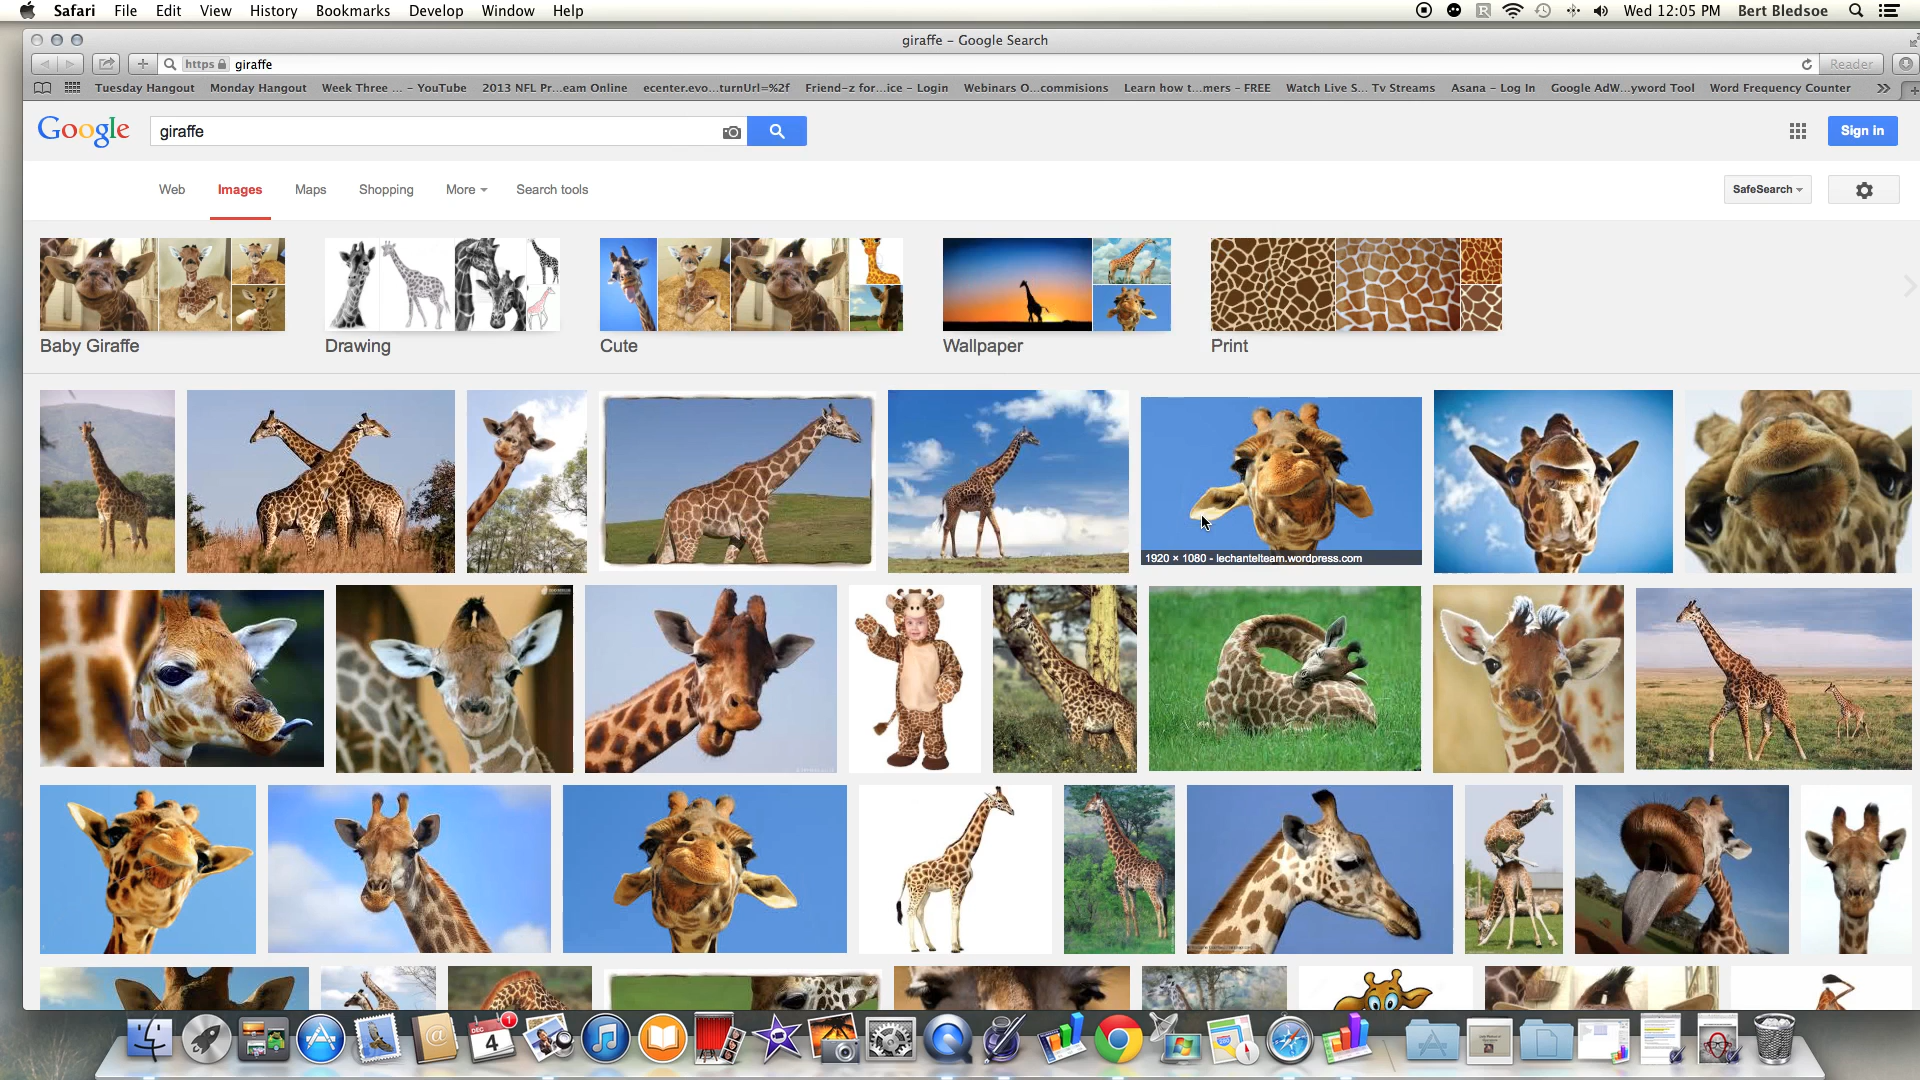 Safari File Edit View History Bookmarks Develop Window Help Wed 12:05 PM Bert Bledsoe
giraffe – Google Search
https giraffe Reader
Tuesday Hangout Monday Hangout Week Three ... – YouTube 2013 NFL Pr...eam Online ecenter.evo...turnUrl=%2f Friend-z for...ice – Login Webinars O...commisions Learn how t...mers – FREE Watch Live S... Tv Streams Asana – Log In Google AdW...yword Tool Word Frequency Counter
Google giraffe Sign in
Web Images Maps Shopping More Search tools SafeSearch
Baby Giraffe Drawing Cute Wallpaper Print
1920 × 1080 - lechantelteam.wordpress.com
DEC 1
4